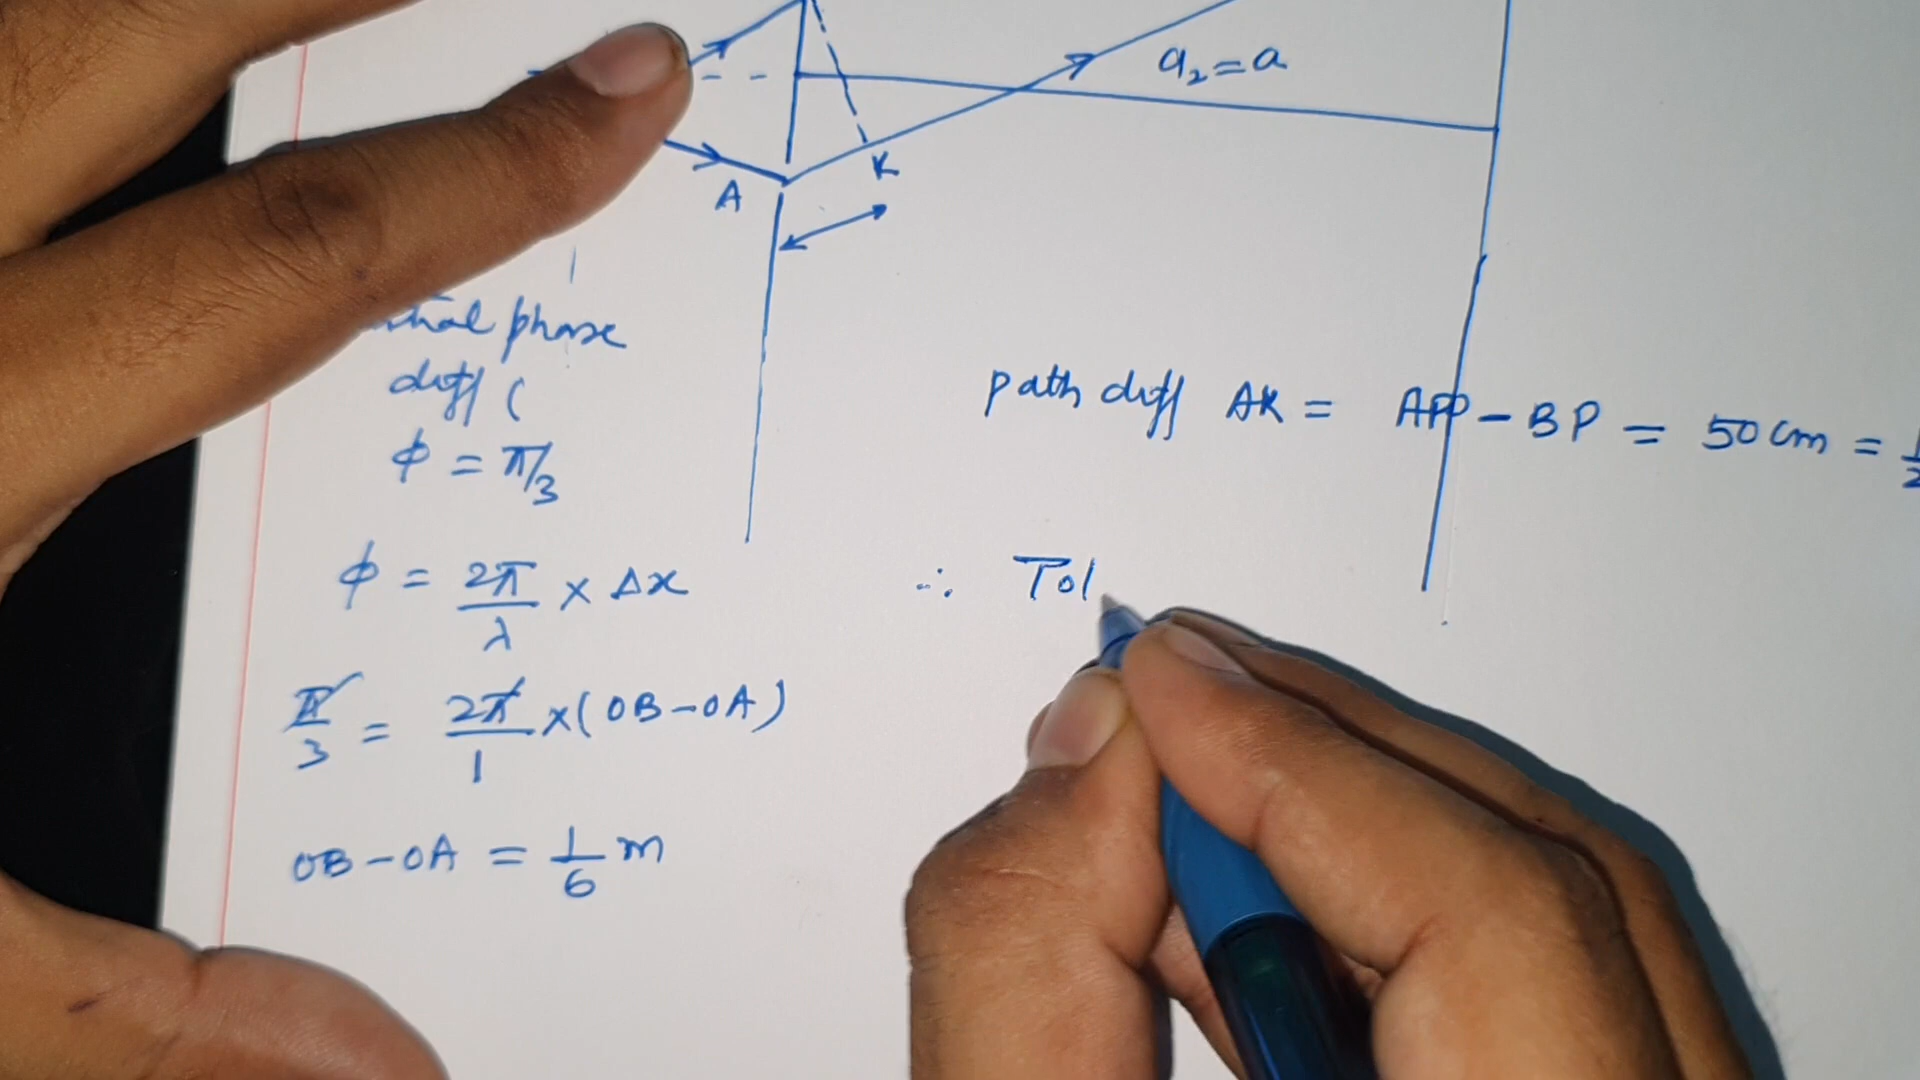 a₂=a
K
A
phase
diff (
ϕ = π/3
path diff AK = APP - BP = 50 cm =
ϕ = 2π/λ × Δx
∴ Tol
π/3 = 2π/1 × (OB-OA)
OB-OA = 1/6 m